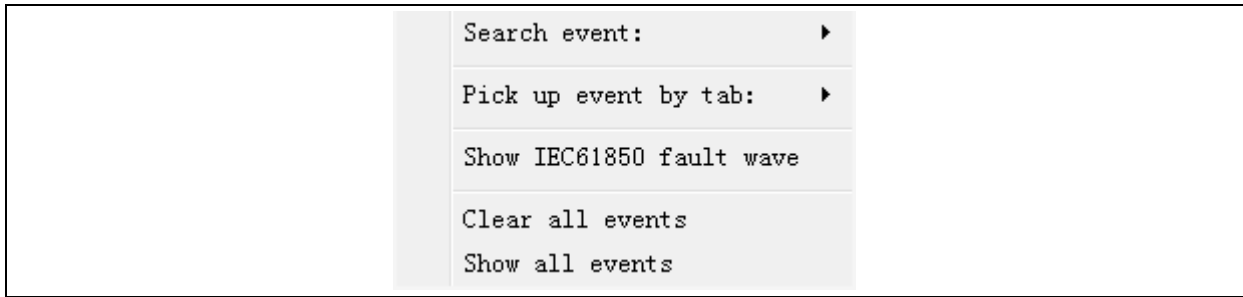 Search event:
Pick up event by tab:
Show IEC61850 fault wave
Clear all events
Show all events